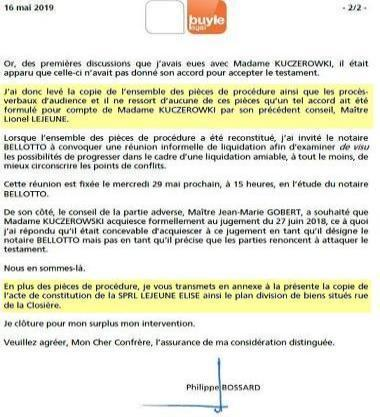 16 mai 2019
- 2/2 -
buyle
legal
Or, des premières discussions que j'avais eues avec Madame KUCZEROWKI, il était
apparu que celle-ci n'avait pas donné son accord pour accepter le testament.
J'ai donc levé la copie de l'ensemble des pièces de procédure ainsi que les procès-
verbaux d'audience et il ne ressort d'aucune de ces pièces qu'un tel accord ait été
formulé pour compte de Madame KUCZEROWKI par son précédent conseil, Maître
Lionel LEJEUNE.
Lorsque l'ensemble des pièces de procédure a été reconstitué, j'ai invité le notaire
BELLOTTO à convoquer une réunion informelle de liquidation afin d'examiner de visu
les possibilités de progresser dans le cadre d'une liquidation amiable, à tout le moins, de
mieux circonscrire les points de conflits.
Cette réunion est fixée le mercredi 29 mai prochain, à 15 heures, en l'étude du notaire
BELLOTTO.
De son côté, le conseil de la partie adverse, Maître Jean-Marie GOBERT, a souhaité que
Madame KUCZEROWSKI acquiesce formellement au jugement du 27 juin 2018, ce à quoi
j'ai répondu qu'il était concevable d'acquiescer à ce jugement en tant qu'il désigne le
notaire BELLOTTO mais pas en tant qu'il précise que les parties renoncent à attaquer le
testament.
Nous en sommes-là.
En plus des pièces de procédure, je vous transmets en annexe à la présente la copie de
l'acte de constitution de la SPRL LEJEUNE ELISE ainsi le plan division de biens situés rue
de la Closière.
Je clôture pour mon surplus mon intervention.
Veuillez agréer, Mon Cher Confrère, l'assurance de ma considération distinguée.
Philippe BOSSARD